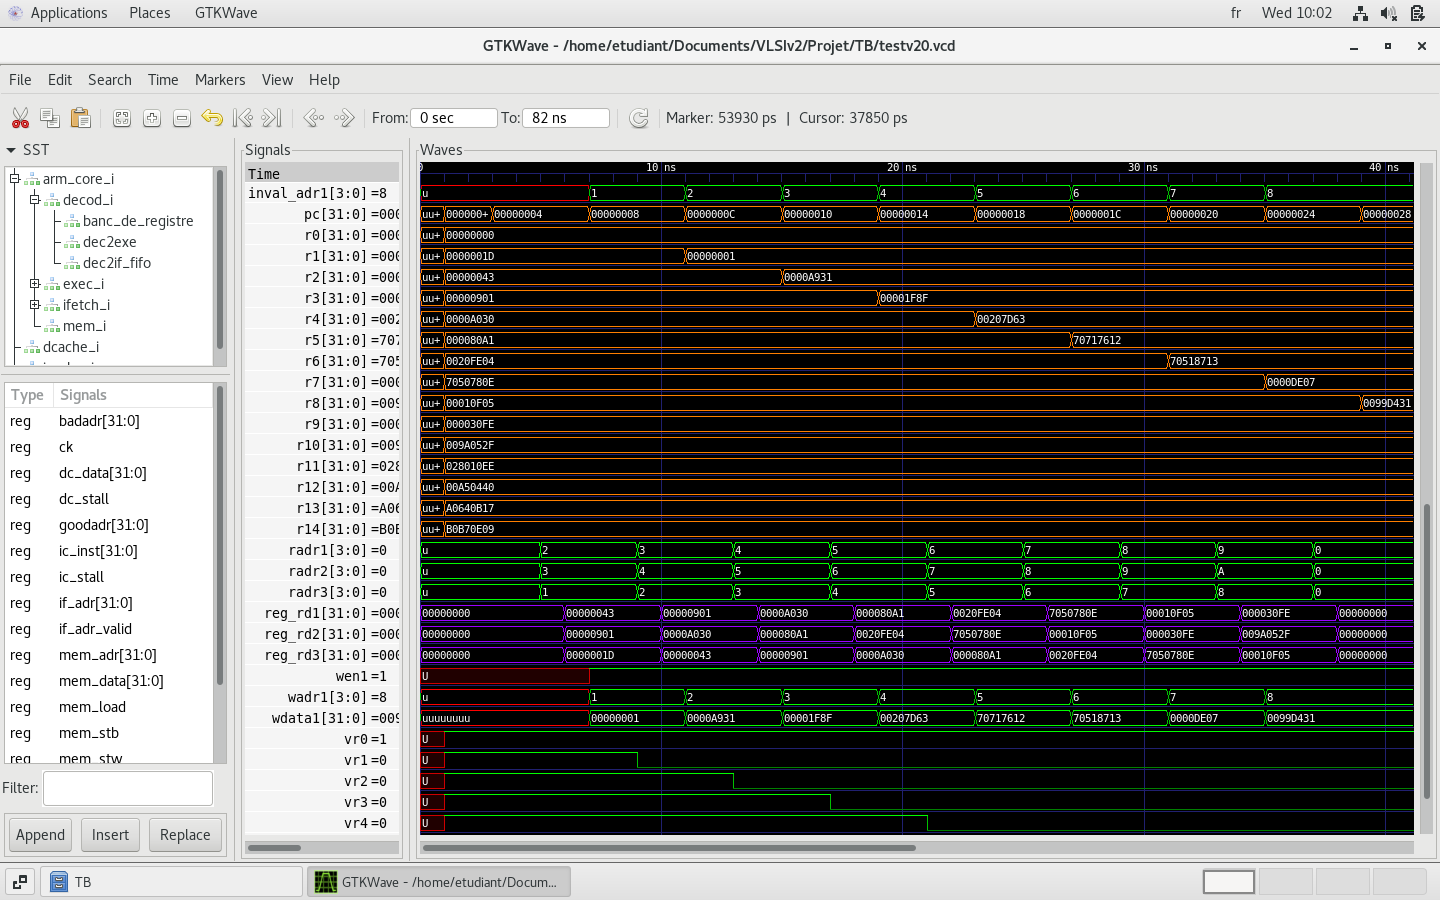 Applications Places GTKWave fr Wed 10:02
GTKWave - /home/etudiant/Documents/VLSIv2/Projet/TB/testv20.vcd
File Edit Search Time Markers View Help
From: 0 sec To: 82 ns Marker: 53930 ps | Cursor: 37850 ps
SST
arm_core_i
decod_i
banc_de_registre
dec2exe
dec2if_fifo
exec_i
ifetch_i
mem_i
dcache_i
Type Signals
reg badadr[31:0]
reg ck
reg dc_data[31:0]
reg dc_stall
reg goodadr[31:0]
reg ic_inst[31:0]
reg ic_stall
reg if_adr[31:0]
reg if_adr_valid
reg mem_adr[31:0]
reg mem_data[31:0]
reg mem_load
reg mem_stb
reg mem_stw
Filter:
Append Insert Replace
Signals Waves
Time 0 10 ns 20 ns 30 ns 40 ns
inval_adr1[3:0]=8 u 1 2 3 4 5 6 7 8
pc[31:0]=000 uu+ 000000+ 00000004 00000008 0000000C 00000010 00000014 00000018 0000001C 00000020 00000024 00000028
r0[31:0]=000 uu+ 00000000
r1[31:0]=000 uu+ 0000001D 00000001
r2[31:0]=000 uu+ 00000043 0000A931
r3[31:0]=000 uu+ 00000901 00001F8F
r4[31:0]=002 uu+ 0000A030 00207D63
r5[31:0]=707 uu+ 000080A1 70717612
r6[31:0]=705 uu+ 0020FE04 70518713
r7[31:0]=000 uu+ 7050780E 0000DE07
r8[31:0]=009 uu+ 00010F05 0099D431
r9[31:0]=000 uu+ 000030FE
r10[31:0]=009 uu+ 009A052F
r11[31:0]=028 uu+ 028010EE
r12[31:0]=00A uu+ 00A50440
r13[31:0]=A06 uu+ A0640B17
r14[31:0]=B0B uu+ B0B70E09
radr1[3:0]=0 u 2 3 4 5 6 7 8 9 0
radr2[3:0]=0 u 3 4 5 6 7 8 9 A 0
radr3[3:0]=0 u 1 2 3 4 5 6 7 8 0
reg_rd1[31:0]=000 00000000 00000043 00000901 0000A030 000080A1 0020FE04 7050780E 00010F05 000030FE 00000000
reg_rd2[31:0]=000 00000000 00000901 0000A030 000080A1 0020FE04 7050780E 00010F05 000030FE 009A052F 00000000
reg_rd3[31:0]=000 00000000 0000001D 00000043 00000901 0000A030 000080A1 0020FE04 7050780E 00010F05 00000000
wen1=1 U
wadr1[3:0]=8 u 1 2 3 4 5 6 7 8
wdata1[31:0]=009 uuuuuuuu 00000001 0000A931 00001F8F 00207D63 70717612 70518713 0000DE07 0099D431
vr0=1 U
vr1=0 U
vr2=0 U
vr3=0 U
vr4=0 U
TB GTKWave - /home/etudiant/Docum...